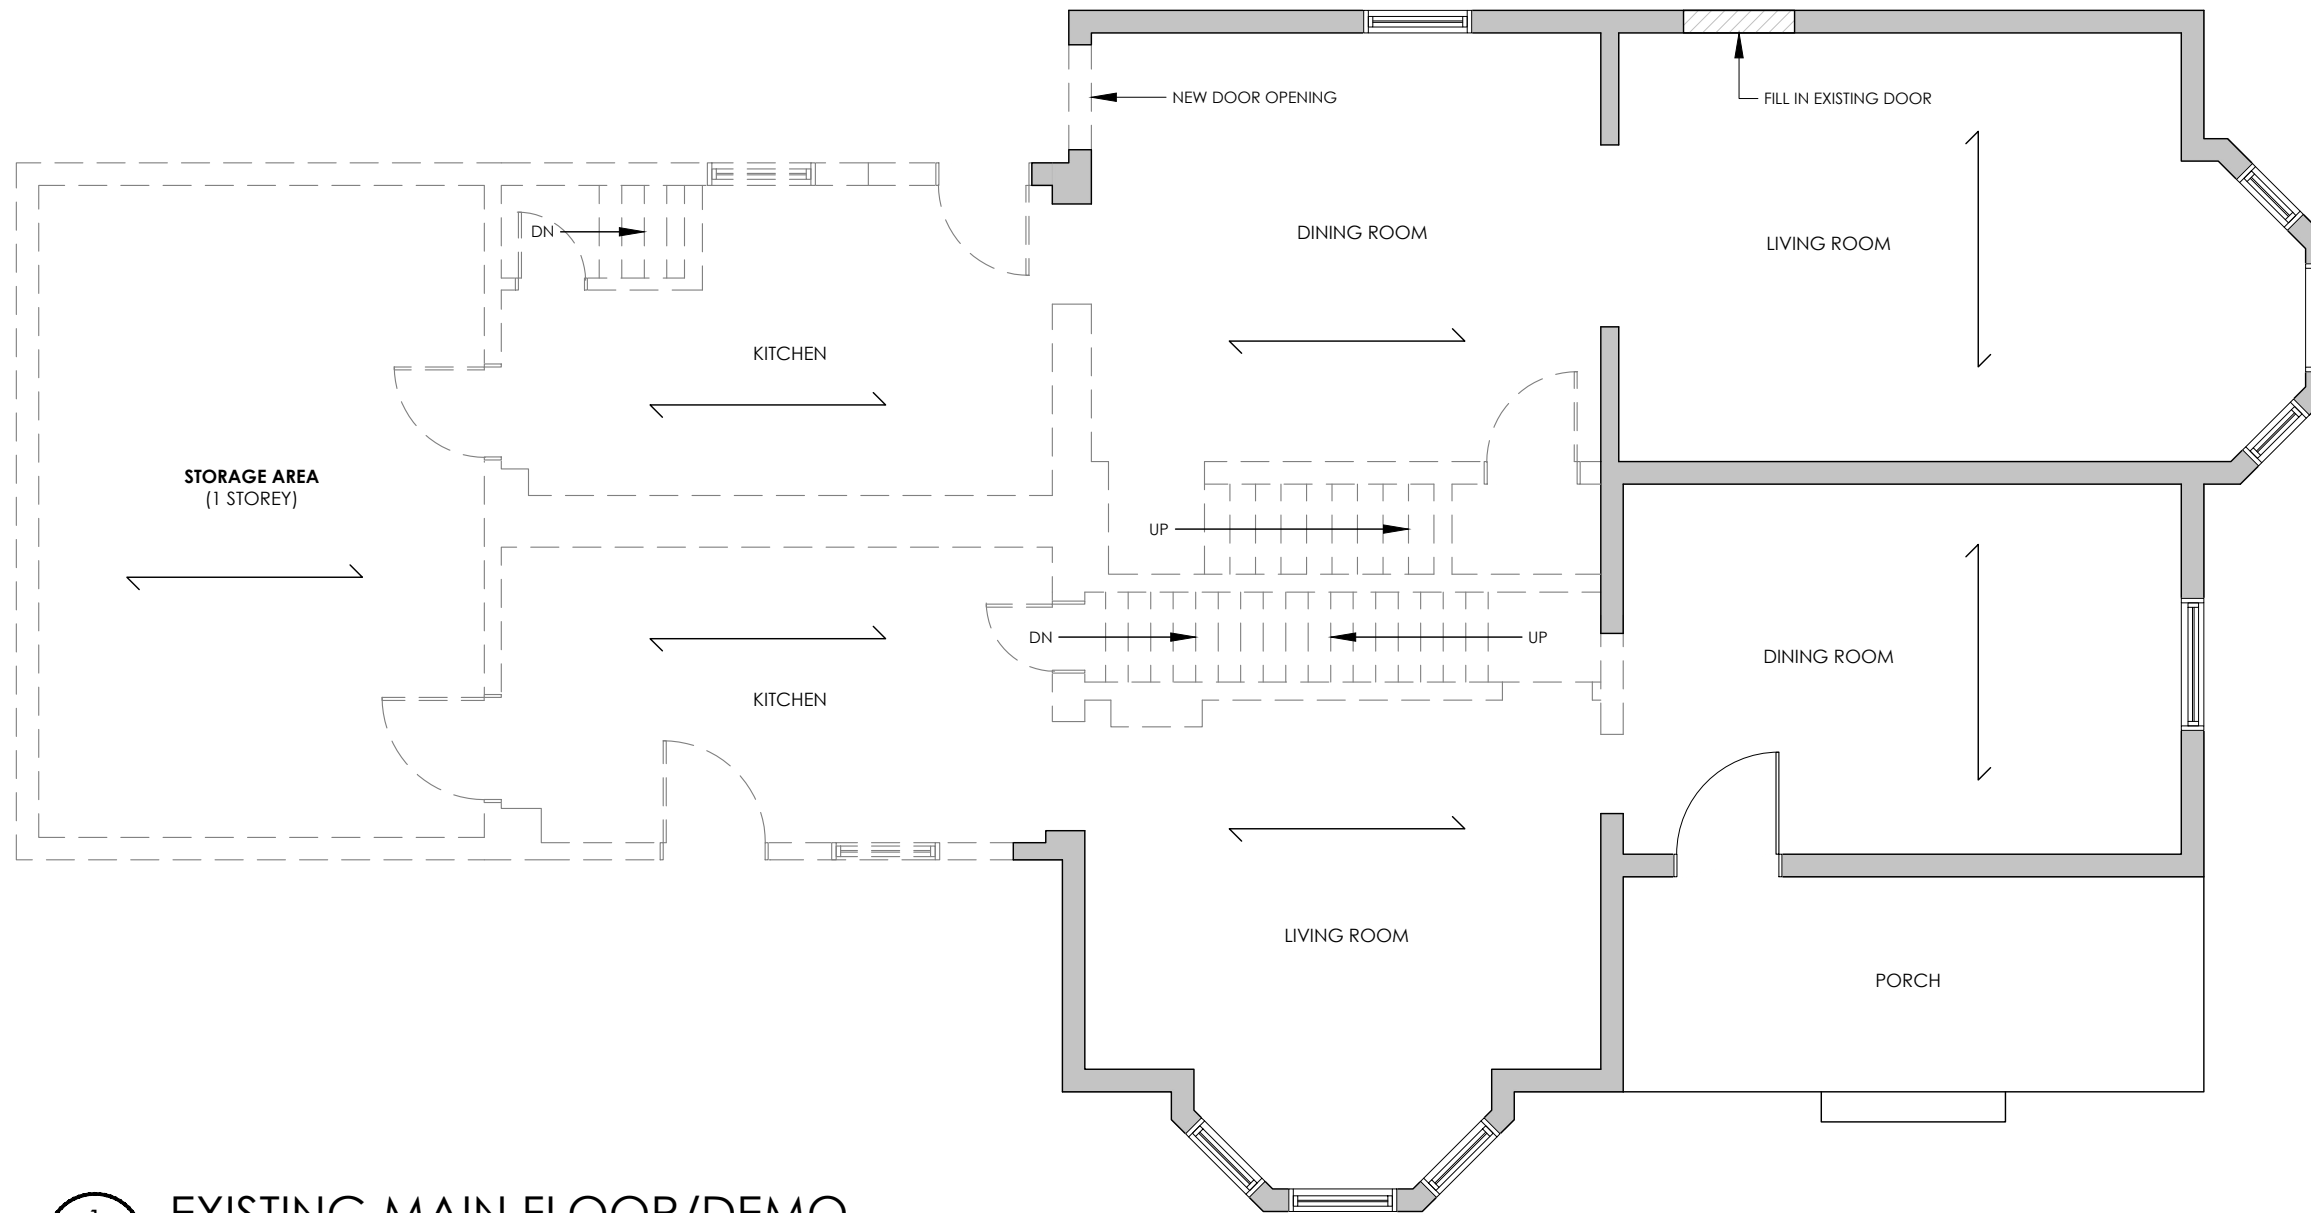 NEW DOOR OPENING
FILL IN EXISTING DOOR
DN
DINING ROOM
LIVING ROOM
KITCHEN
STORAGE AREA
(1 STOREY)
UP
DN
UP
DINING ROOM
KITCHEN
LIVING ROOM
PORCH
1
EXISTING MAIN FLOOR/DEMO